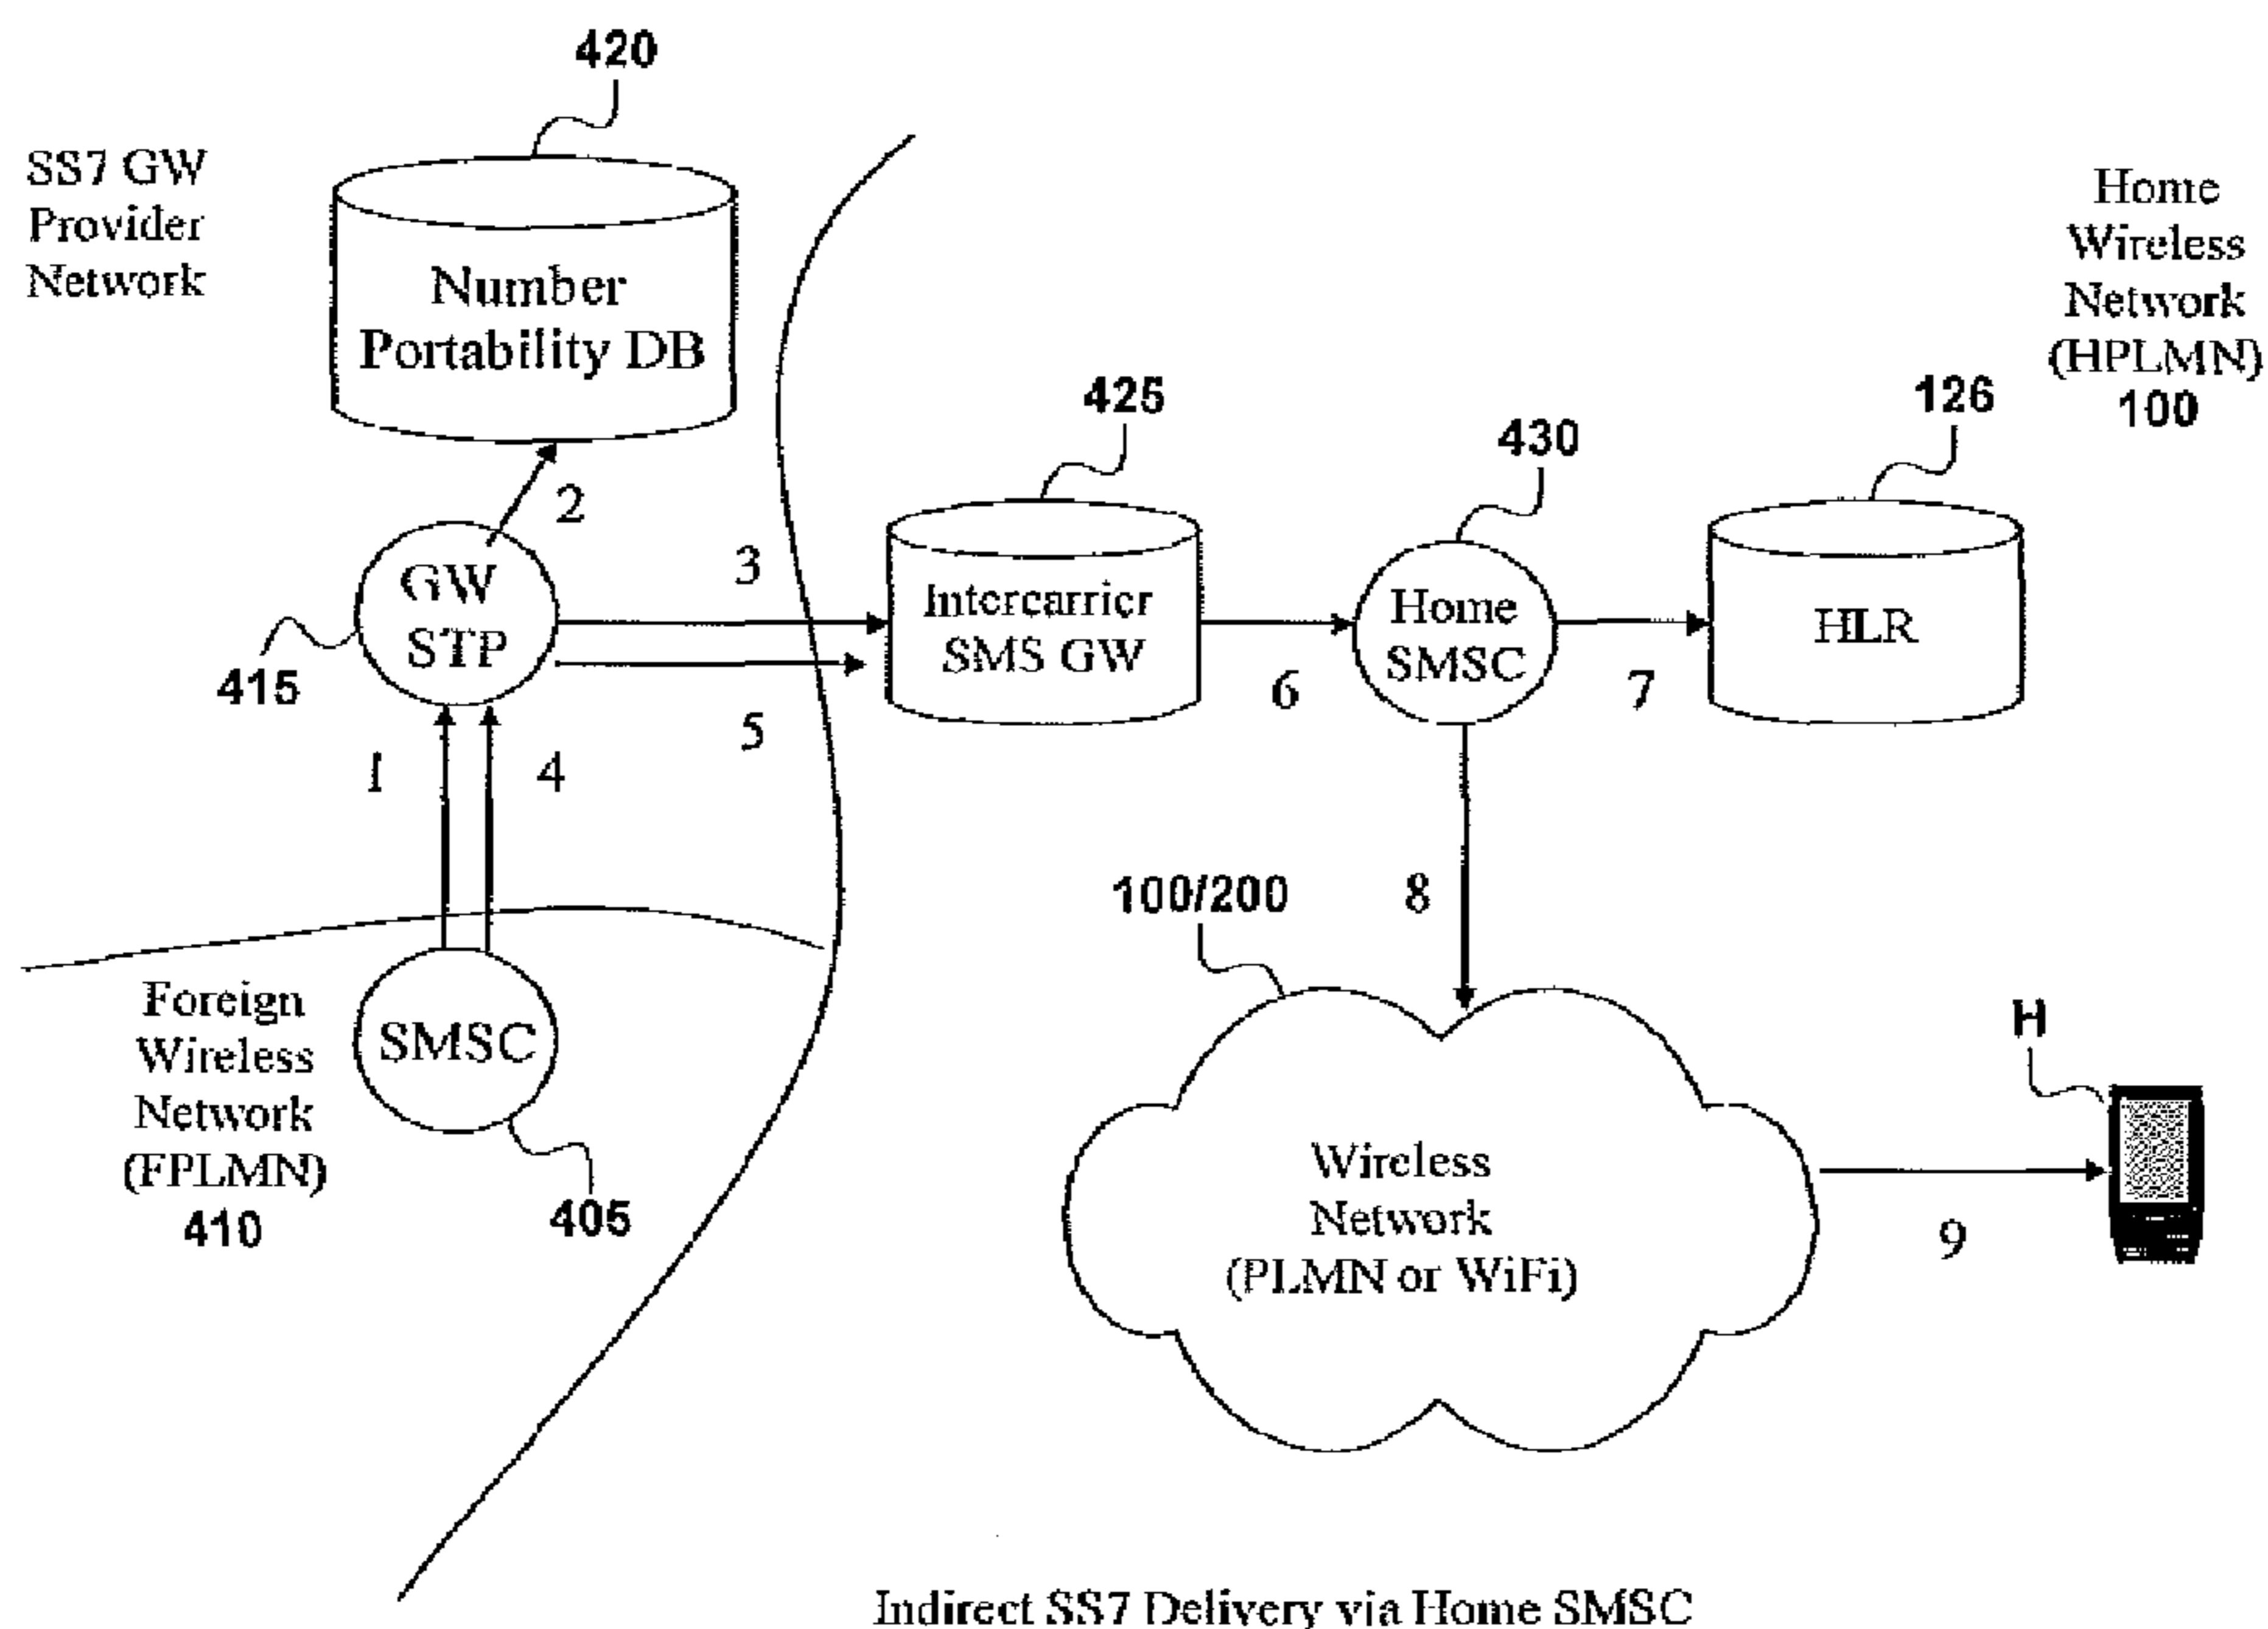 420
SS7 GW
Provider
Network
Number
Portability DB
Home
Wireless
Network
(HPLMN)
100
425
430
126
2
GW
STP
415
3
5
Intercarrier
SMS GW
6
Home
SMSC
7
HLR
1
4
8
100/200
Foreign
Wireless
Network
(FPLMN)
410
SMSC
405
Wireless
Network
(PLMN or WiFi)
H
9
Indirect SS7 Delivery via Home SMSC